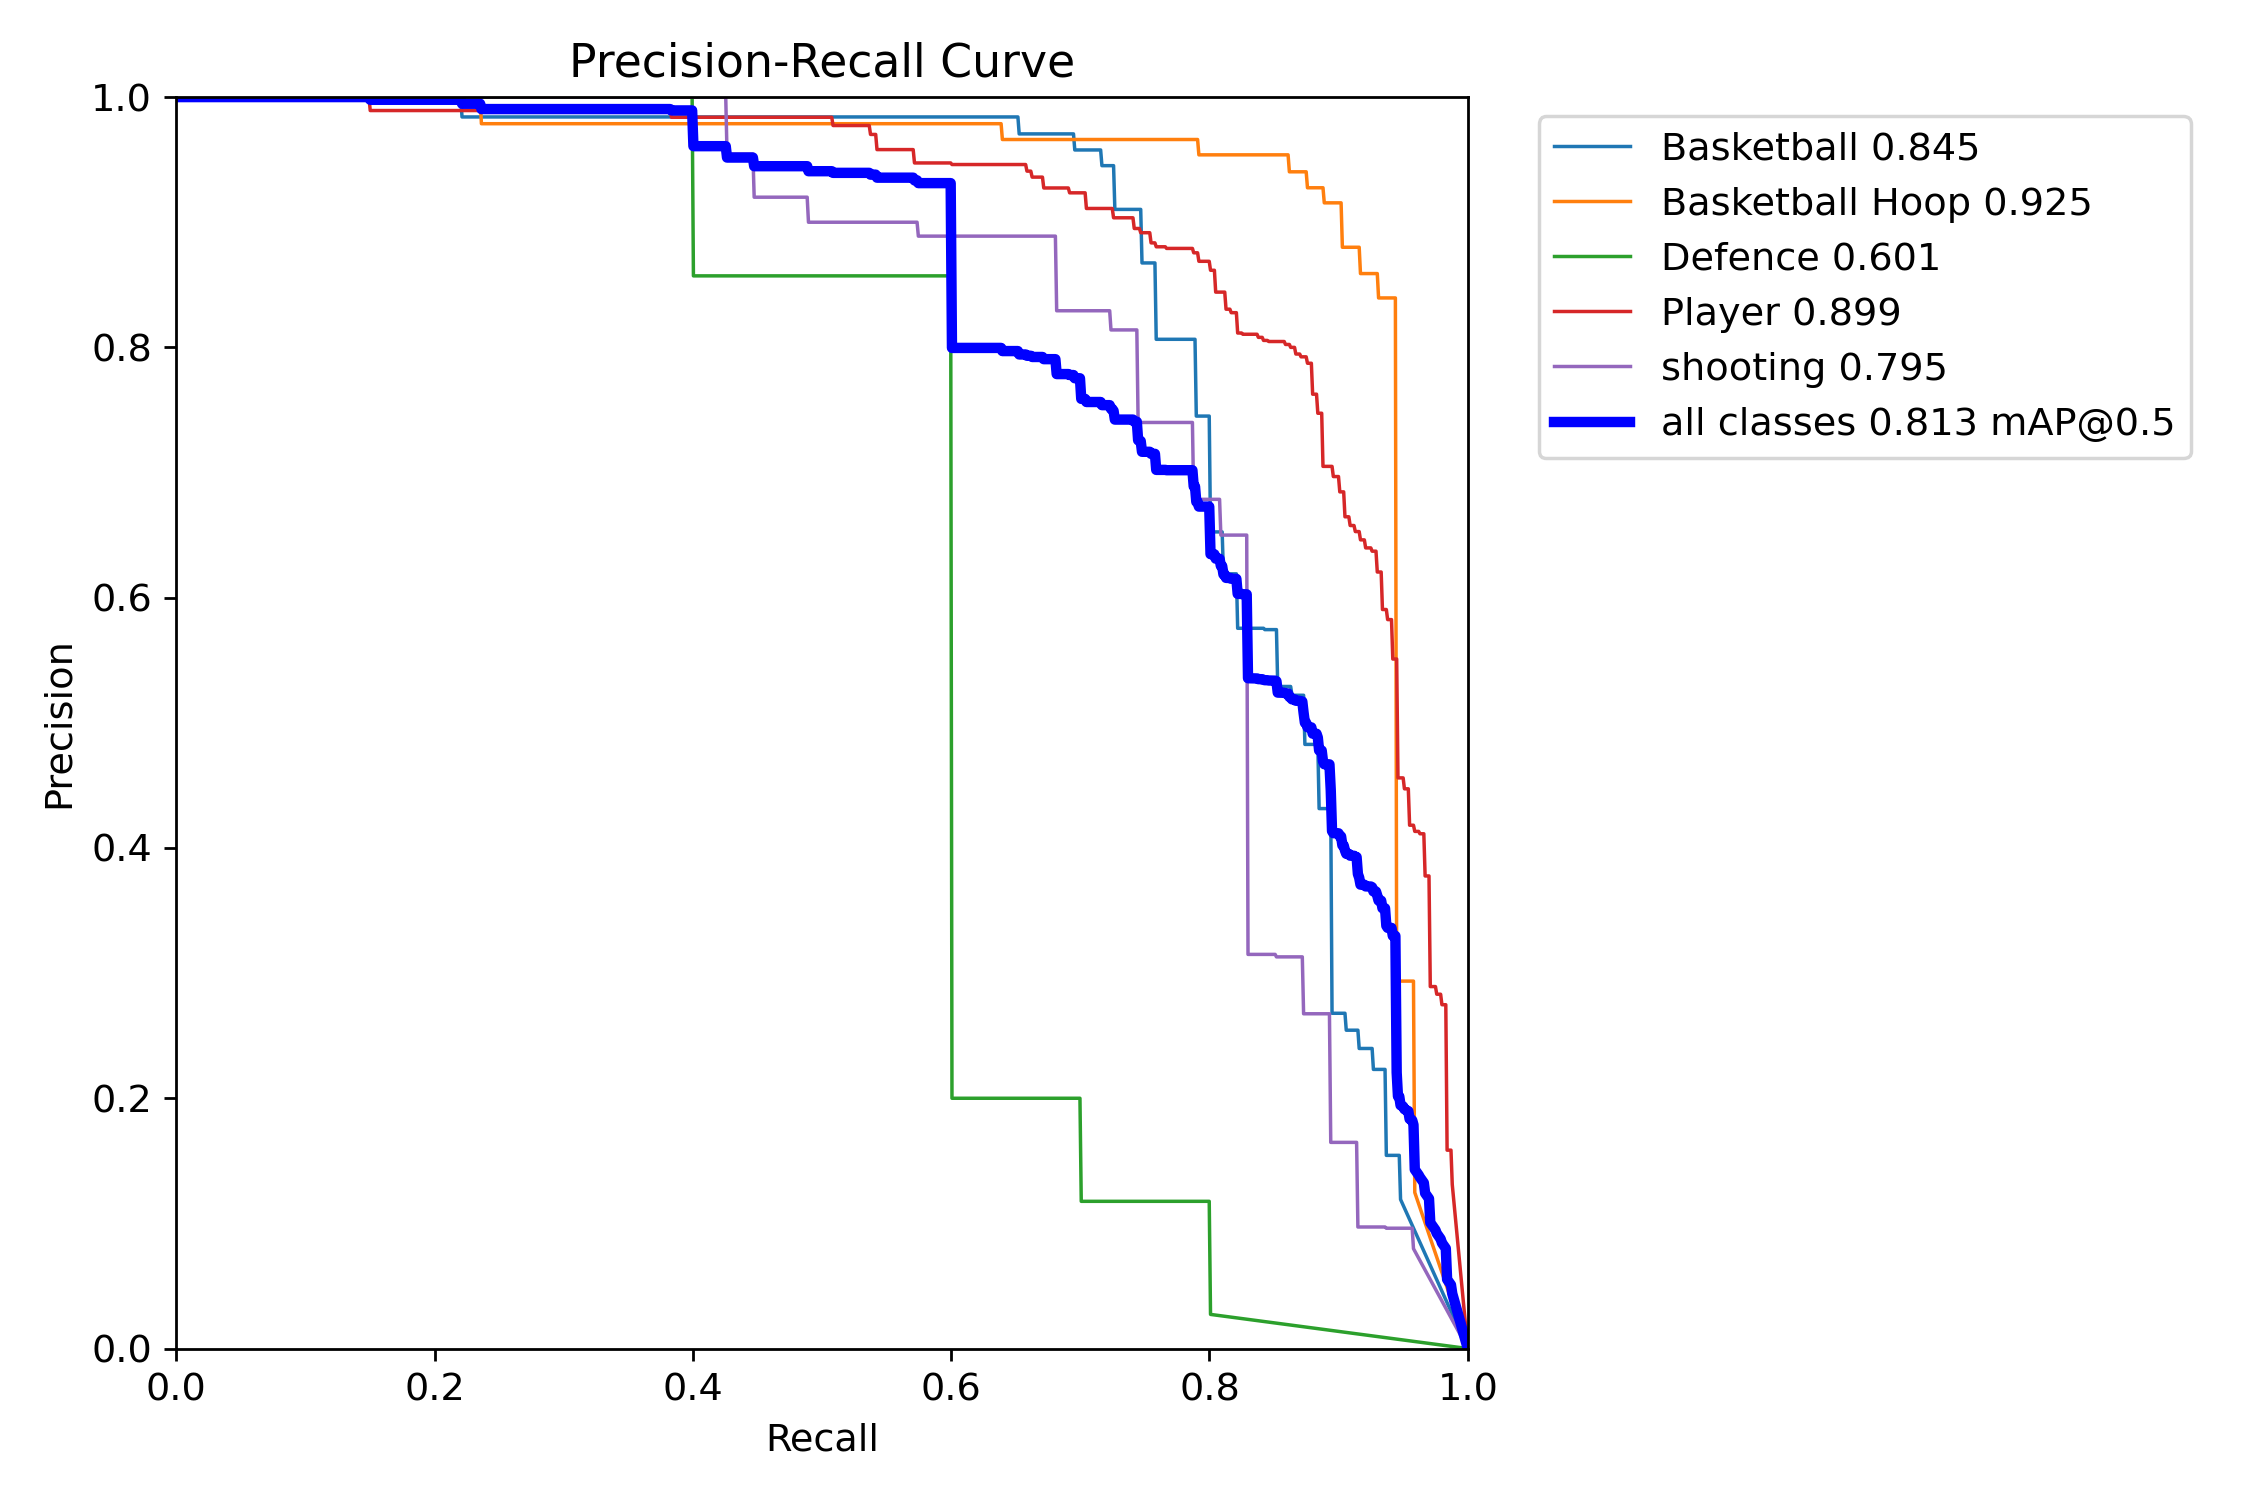 Precision-Recall Curve
1.0
0.8
0.6
0.4
0.2
0.0
Precision
0.0 0.2 0.4 0.6 0.8 1.0
Recall
Basketball 0.845
Basketball Hoop 0.925
Defence 0.601
Player 0.899
shooting 0.795
all classes 0.813 mAP@0.5